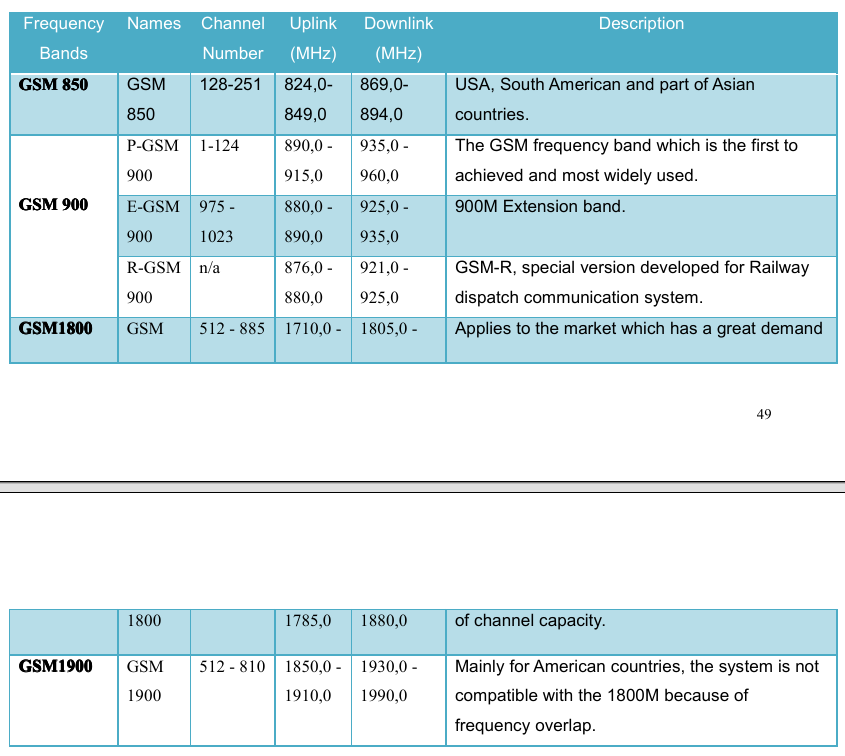 Frequency Bands | Names | Channel Number | Uplink (MHz) | Downlink (MHz) | Description
GSM 850 | GSM 850 | 128-251 | 824,0-849,0 | 869,0-894,0 | USA, South American and part of Asian countries.
GSM 900 | P-GSM 900 | 1-124 | 890,0 - 915,0 | 935,0 - 960,0 | The GSM frequency band which is the first to achieved and most widely used.
E-GSM 900 | 975 - 1023 | 880,0 - 890,0 | 925,0 - 935,0 | 900M Extension band.
R-GSM 900 | n/a | 876,0 - 880,0 | 921,0 - 925,0 | GSM-R, special version developed for Railway dispatch communication system.
GSM1800 | GSM | 512 - 885 | 1710,0 - | 1805,0 - | Applies to the market which has a great demand
49
1800 | 1785,0 | 1880,0 | of channel capacity.
GSM1900 | GSM 1900 | 512 - 810 | 1850,0 - 1910,0 | 1930,0 - 1990,0 | Mainly for American countries, the system is not compatible with the 1800M because of frequency overlap.